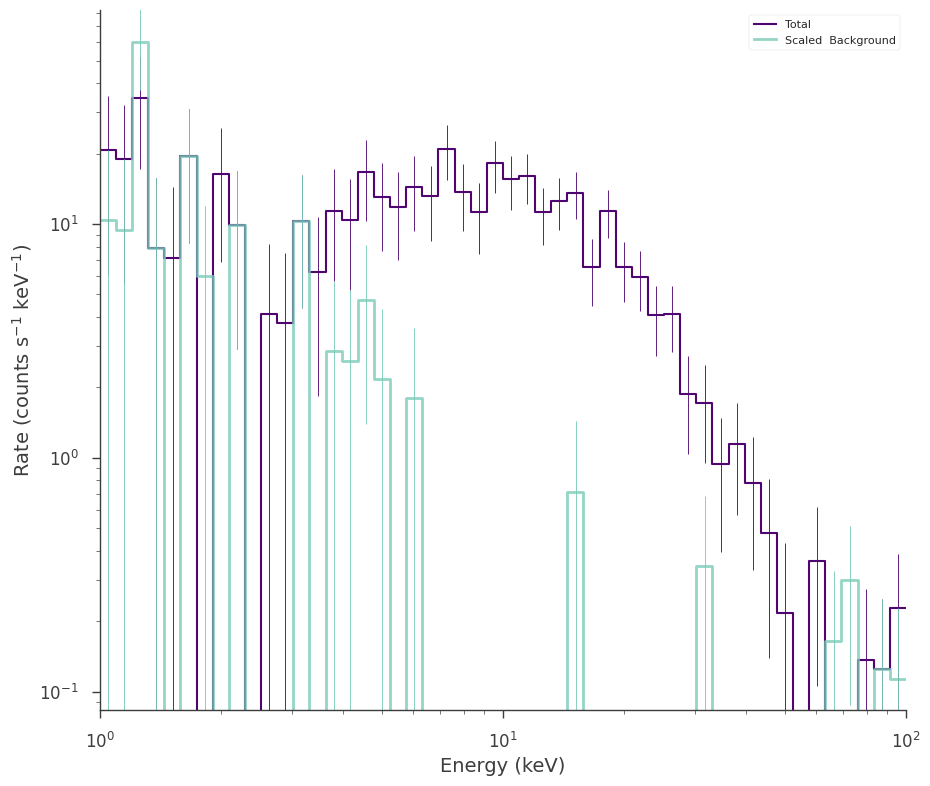 Total
Scaled  Background
Rate (counts s⁻¹ keV⁻¹)
10¹
10⁰
10⁻¹
10⁰ 10¹ 10²
Energy (keV)